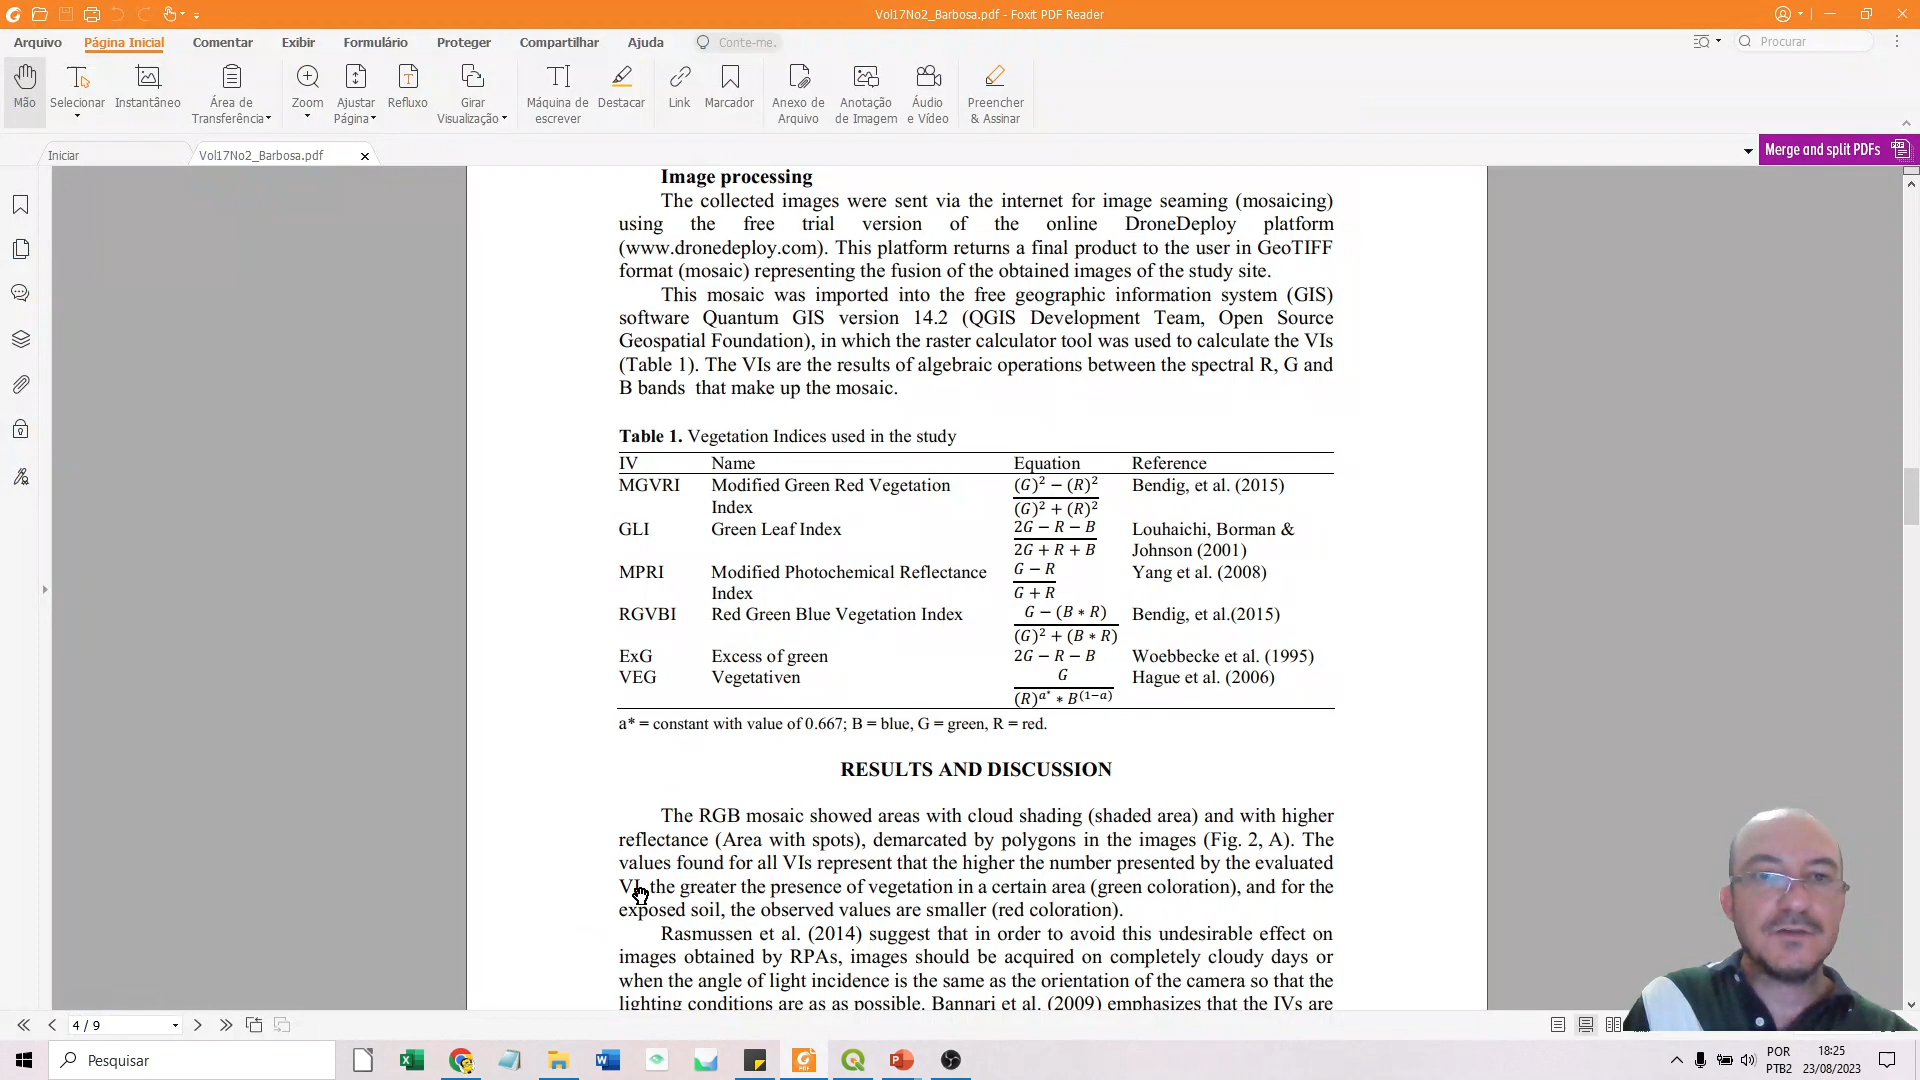 Vol17No2_Barbosa.pdf - Foxit PDF Reader
Arquivo Página Inicial Comentar Exibir Formulário Proteger Compartilhar Ajuda Conte-me. Procurar
Mão Selecionar Instantâneo Área de Transferência Zoom Ajustar Página Refluxo Girar Visualização Máquina de escrever Destacar Link Marcador Anexo de Arquivo Anotação de Imagem Áudio e Vídeo Preencher & Assinar
Iniciar Vol17No2_Barbosa.pdf Merge and split PDFs
Image processing
The collected images were sent via the internet for image seaming (mosaicing)
using the free trial version of the online DroneDeploy platform
(www.dronedeploy.com). This platform returns a final product to the user in GeoTIFF
format (mosaic) representing the fusion of the obtained images of the study site.
This mosaic was imported into the free geographic information system (GIS)
software Quantum GIS version 14.2 (QGIS Development Team, Open Source
Geospatial Foundation), in which the raster calculator tool was used to calculate the VIs
(Table 1). The VIs are the results of algebraic operations between the spectral R, G and
B bands that make up the mosaic.
Table 1. Vegetation Indices used in the study
IV Name Equation Reference
MGVRI Modified Green Red Vegetation Index (G)² − (R)² / (G)² + (R)² Bendig, et al. (2015)
GLI Green Leaf Index 2G − R − B / 2G + R + B Louhaichi, Borman & Johnson (2001)
MPRI Modified Photochemical Reflectance Index G − R / G + R Yang et al. (2008)
RGVBI Red Green Blue Vegetation Index G − (B * R) / (G)² + (B * R) Bendig, et al.(2015)
ExG Excess of green 2G − R − B Woebbecke et al. (1995)
VEG Vegetativen G / (R)^a* * B^(1−a) Hague et al. (2006)
a* = constant with value of 0.667; B = blue, G = green, R = red.
RESULTS AND DISCUSSION
The RGB mosaic showed areas with cloud shading (shaded area) and with higher
reflectance (Area with spots), demarcated by polygons in the images (Fig. 2, A). The
values found for all VIs represent that the higher the number presented by the evaluated
VI, the greater the presence of vegetation in a certain area (green coloration), and for the
exposed soil, the observed values are smaller (red coloration).
Rasmussen et al. (2014) suggest that in order to avoid this undesirable effect on
images obtained by RPAs, images should be acquired on completely cloudy days or
when the angle of light incidence is the same as the orientation of the camera so that the
lighting conditions are as as possible. Bannari et al. (2009) emphasizes that the IVs are
4 / 9
Pesquisar
POR 18:25
PTB2 23/08/2023